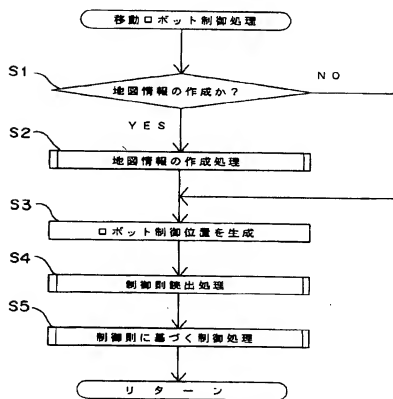 移動ロボット制御処理
S1
地図情報の作成か?
NO
YES
S2
地図情報の作成処理
S3
ロボット制御位置を生成
S4
制御則読出処理
S5
制御則に基づく制御処理
リターン